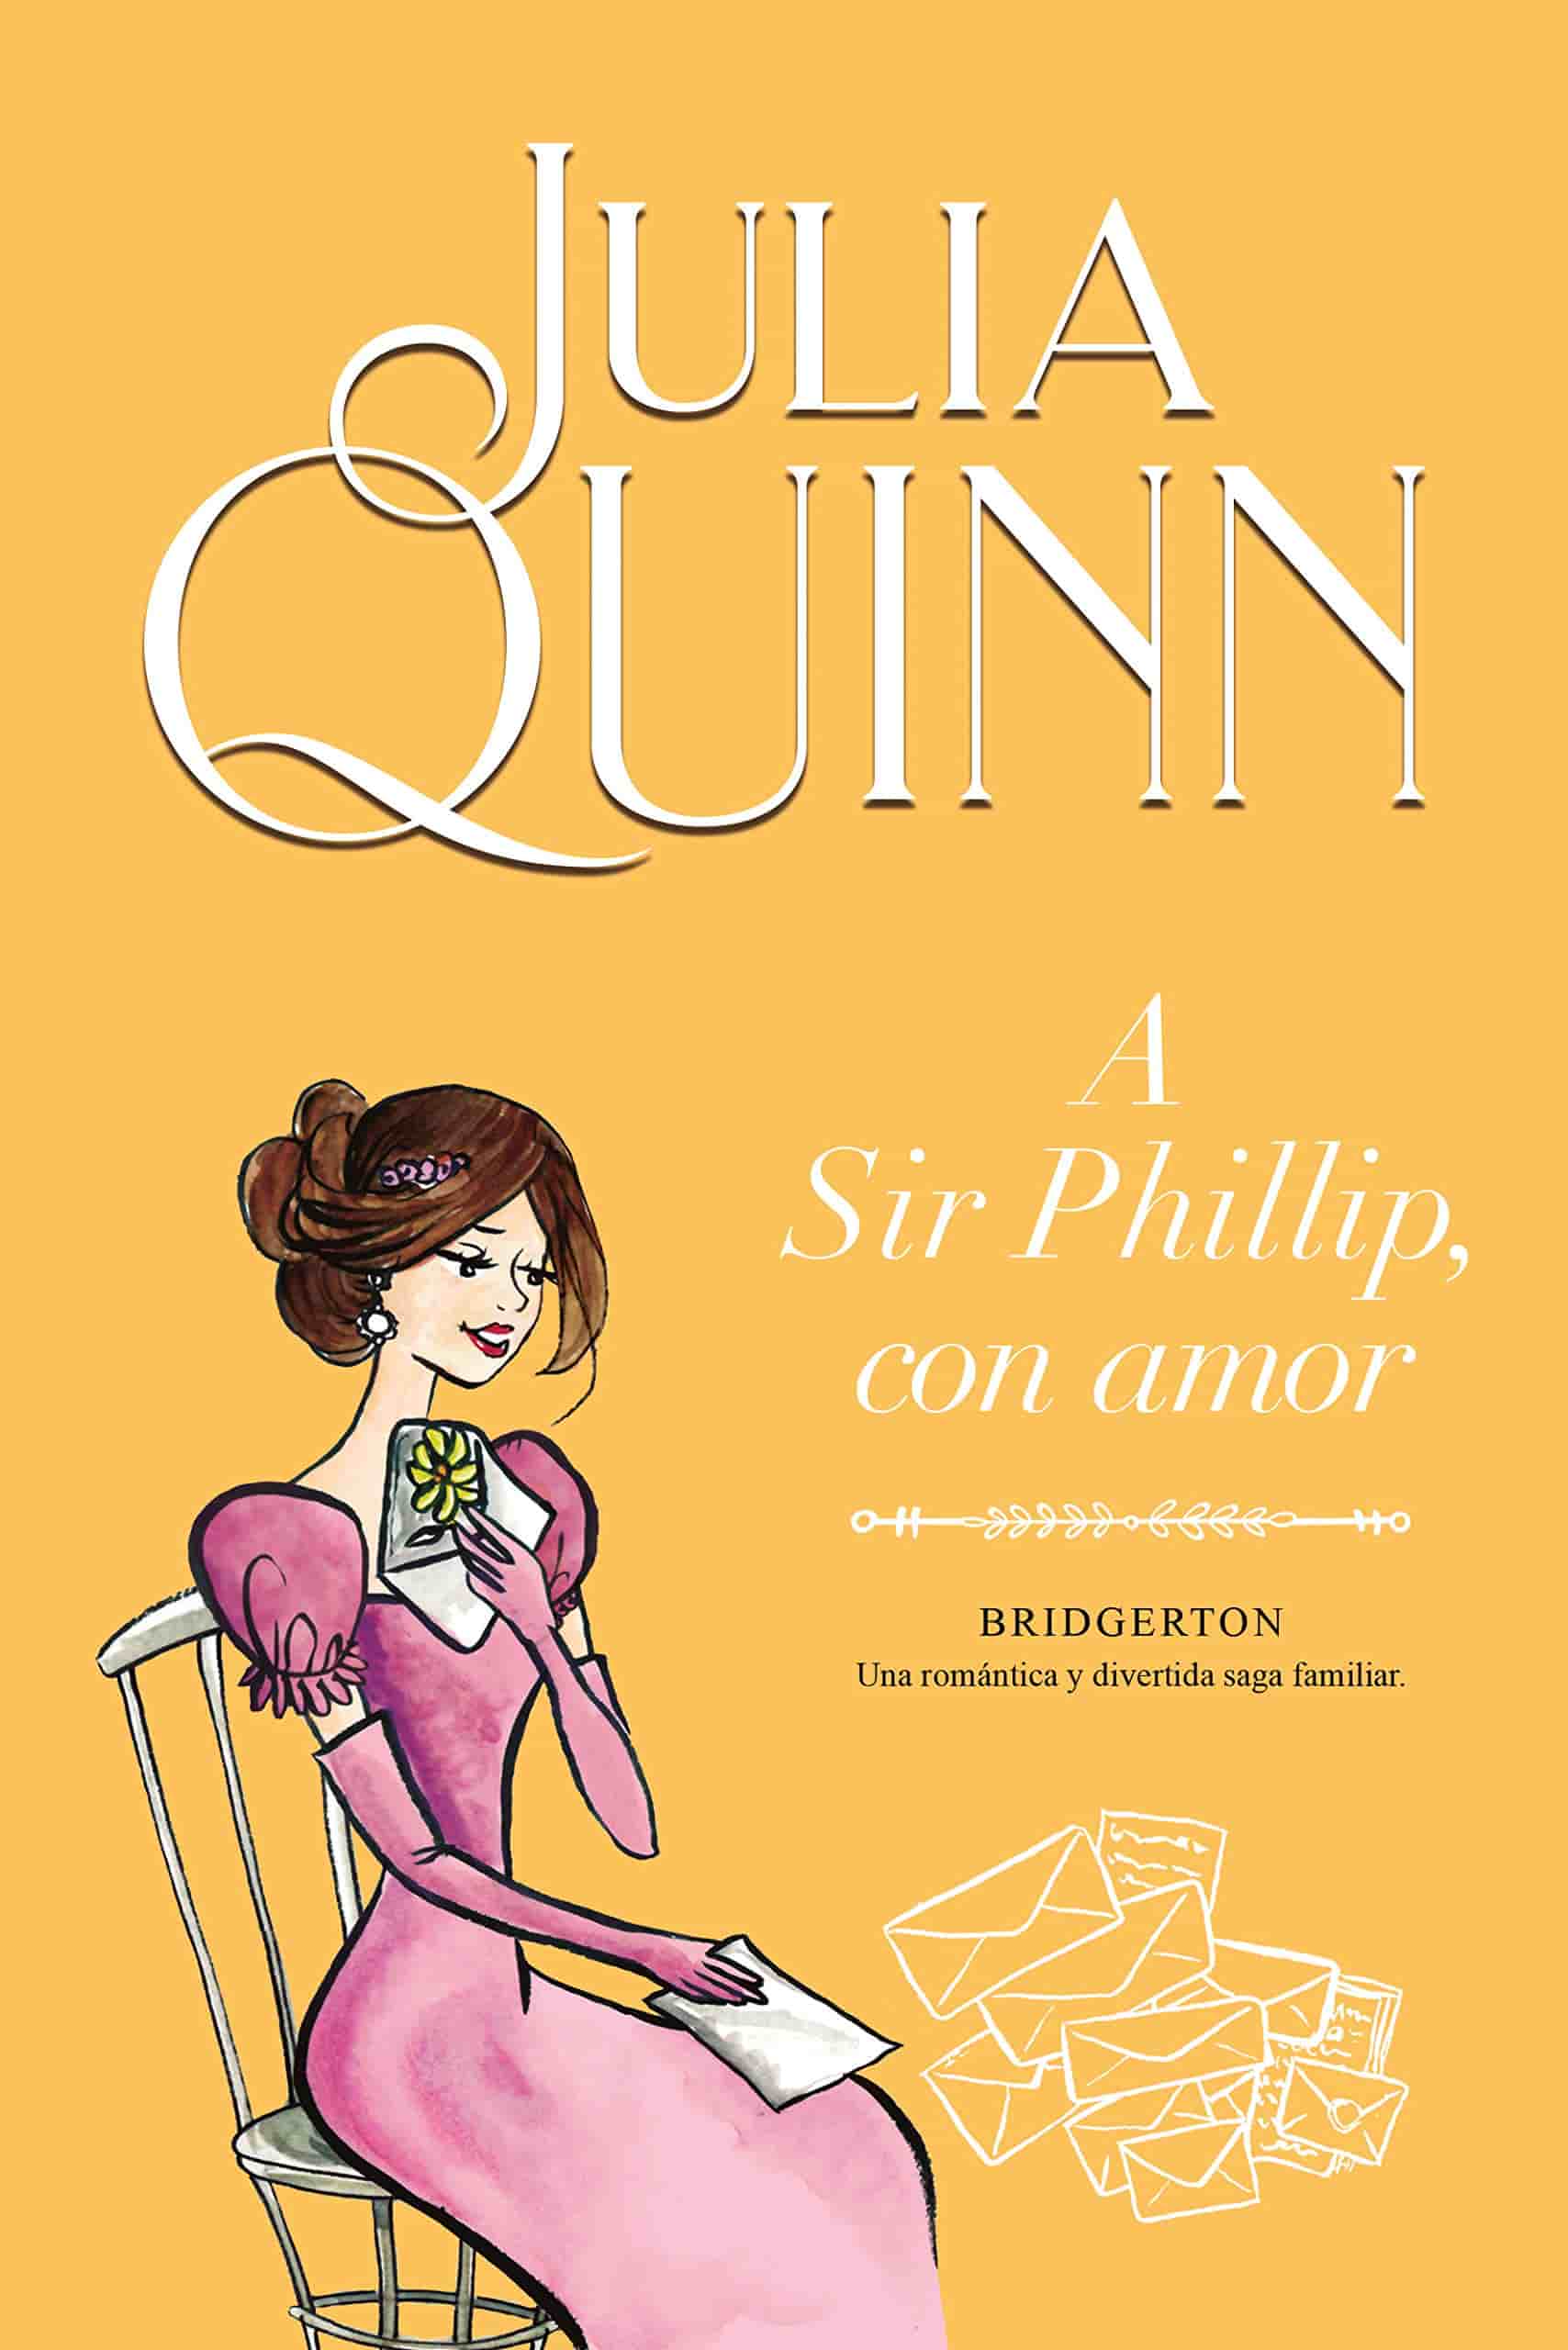 JULIA
QUINN
A
Sir Phillip,
con amor
BRIDGERTON
Una romántica y divertida saga familiar.